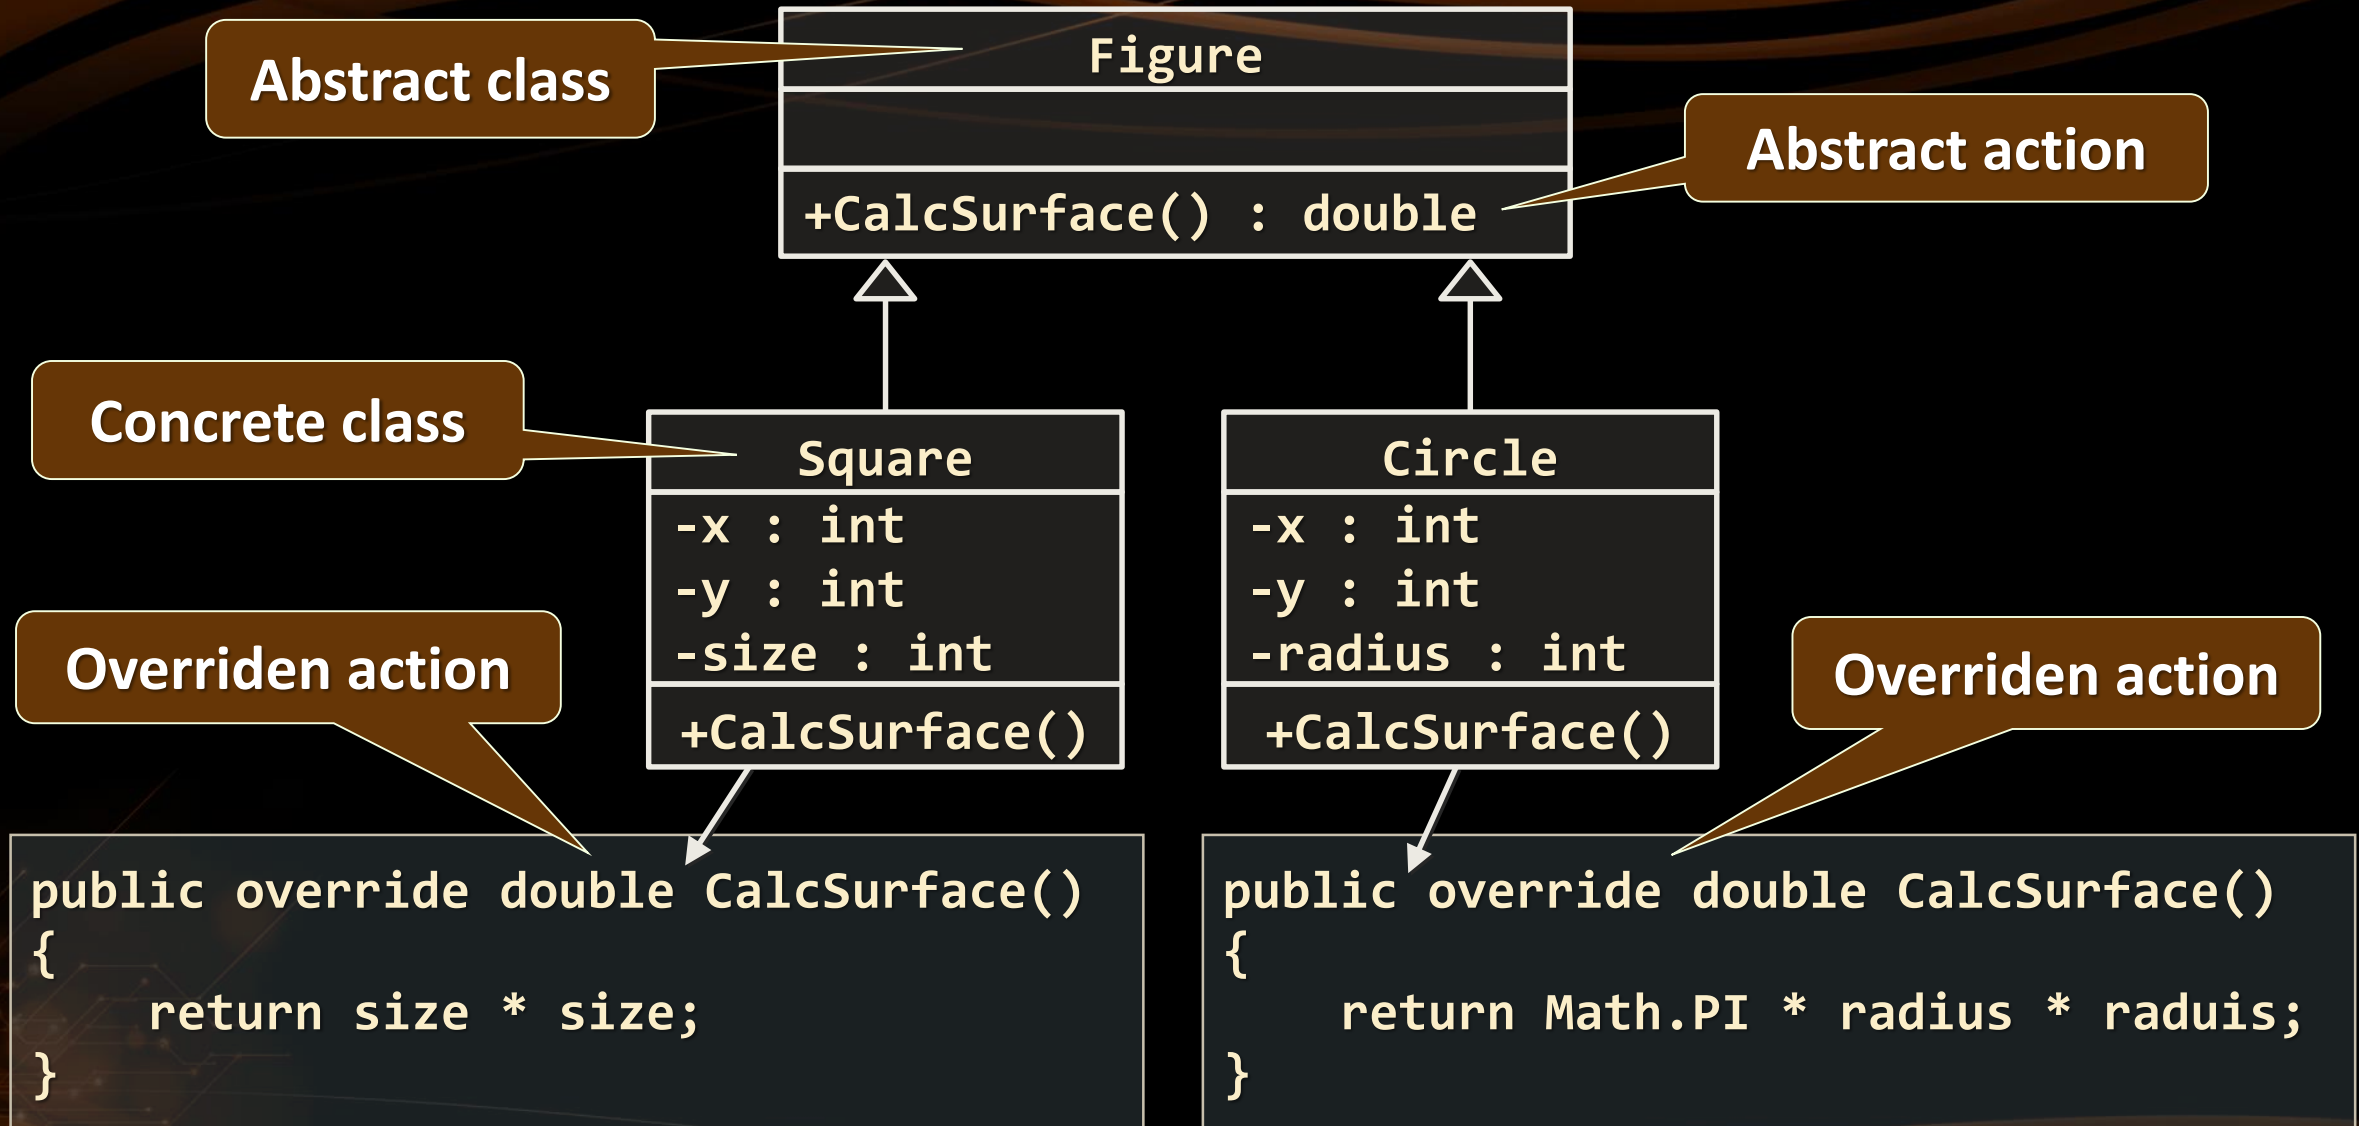 Abstract class
Figure
Abstract action
+CalcSurface() : double
Concrete class
Square
-x : int
-y : int
-size : int
+CalcSurface()
Circle
-x : int
-y : int
-radius : int
+CalcSurface()
Overriden action
Overriden action
public override double CalcSurface()
{
    return size * size;
}
public override double CalcSurface()
{
    return Math.PI * radius * raduis;
}